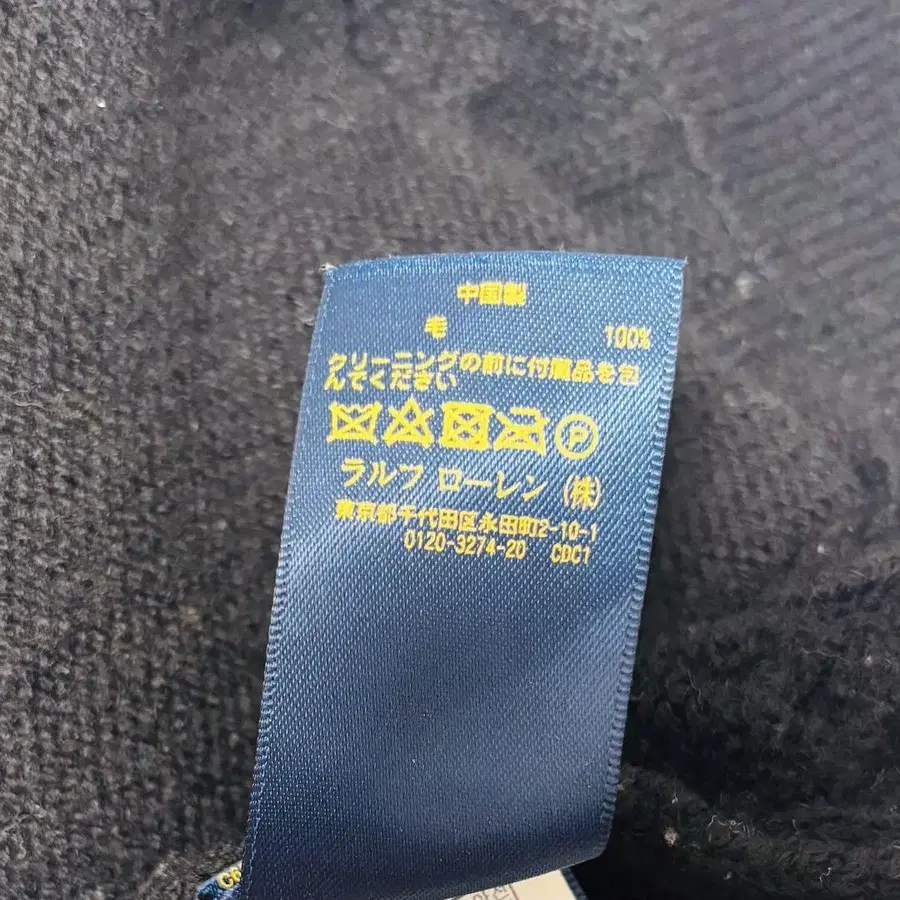 中国製
毛 100%
クリーニングの前に付属品を包
んでください
P
ラルフ ローレン (株)
東京都千代田区永田町2-10-1
0120-3274-20 CDC1